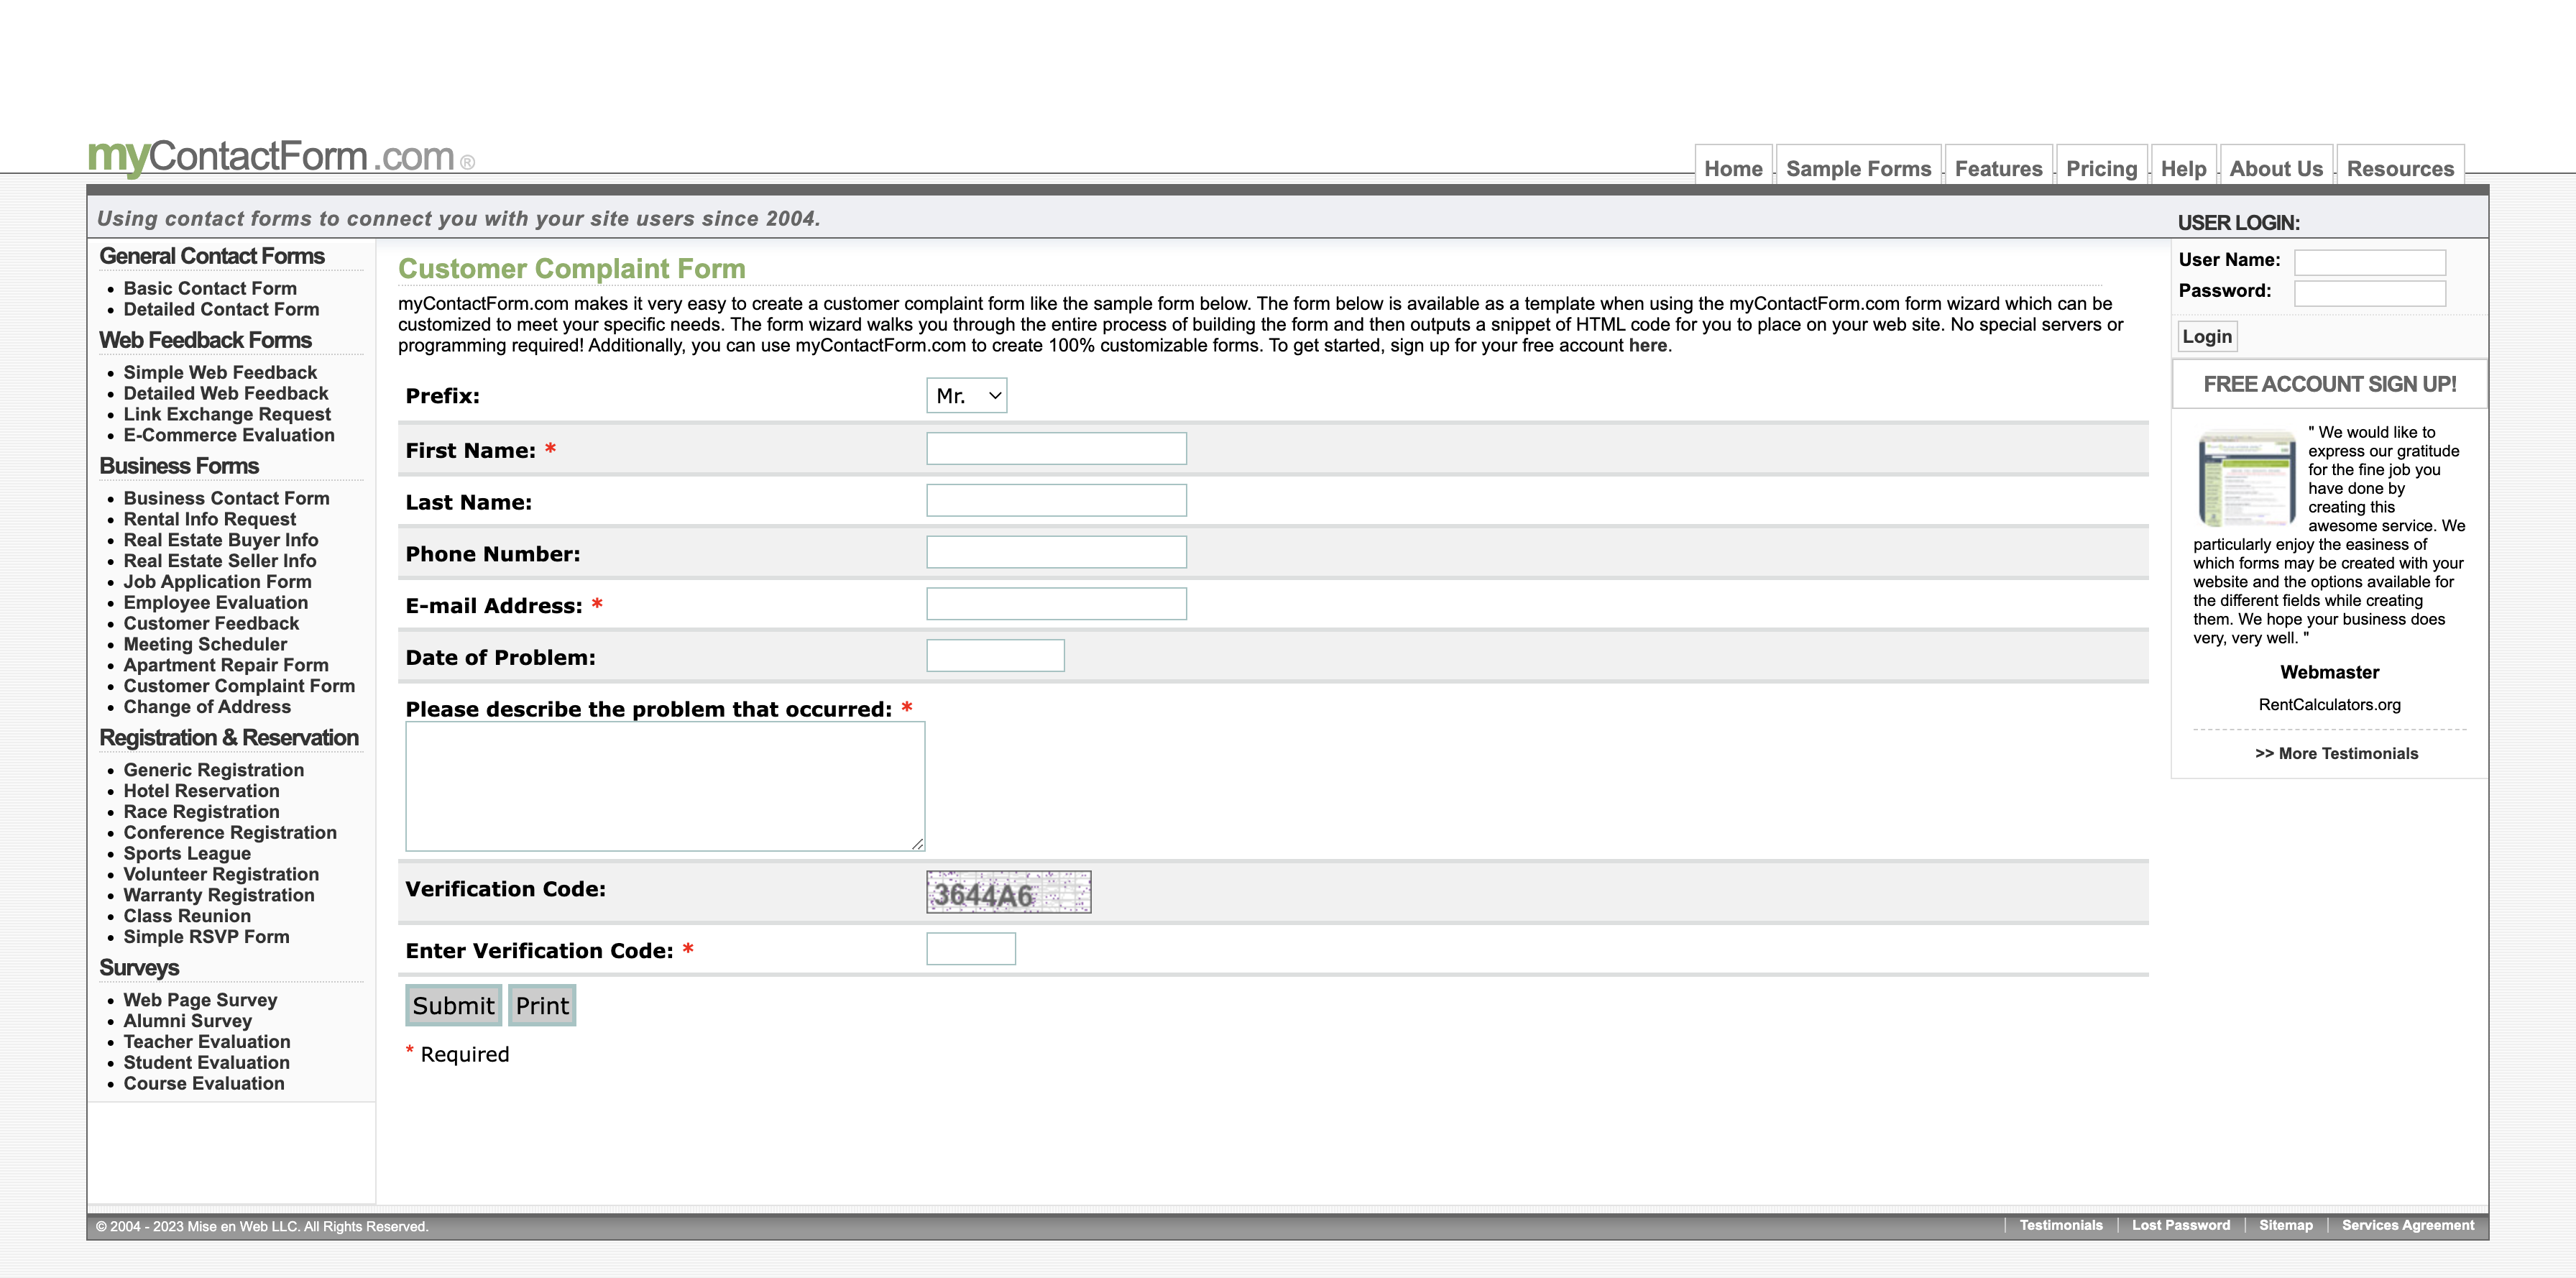 myContactForm.com®
Home
Sample Forms
Features
Pricing
Help
About Us
Resources
Using contact forms to connect you with your site users since 2004.
USER LOGIN:
General Contact Forms
Basic Contact Form
Detailed Contact Form
Web Feedback Forms
Simple Web Feedback
Detailed Web Feedback
Link Exchange Request
E-Commerce Evaluation
Business Forms
Business Contact Form
Rental Info Request
Real Estate Buyer Info
Real Estate Seller Info
Job Application Form
Employee Evaluation
Customer Feedback
Meeting Scheduler
Apartment Repair Form
Customer Complaint Form
Change of Address
Registration & Reservation
Generic Registration
Hotel Reservation
Race Registration
Conference Registration
Sports League
Volunteer Registration
Warranty Registration
Class Reunion
Simple RSVP Form
Surveys
Web Page Survey
Alumni Survey
Teacher Evaluation
Student Evaluation
Course Evaluation
Customer Complaint Form
myContactForm.com makes it very easy to create a customer complaint form like the sample form below. The form below is available as a template when using the myContactForm.com form wizard which can be
customized to meet your specific needs. The form wizard walks you through the entire process of building the form and then outputs a snippet of HTML code for you to place on your web site. No special servers or
programming required! Additionally, you can use myContactForm.com to create 100% customizable forms. To get started, sign up for your free account here.
Prefix: Mr.
First Name: *
Last Name:
Phone Number:
E-mail Address: *
Date of Problem:
Please describe the problem that occurred: *
Verification Code: 3644A6
Enter Verification Code: *
Submit Print
* Required
User Name:
Password:
Login
FREE ACCOUNT SIGN UP!
" We would like to
express our gratitude
for the fine job you
have done by
creating this
awesome service. We
particularly enjoy the easiness of
which forms may be created with your
website and the options available for
the different fields while creating
them. We hope your business does
very, very well. "
Webmaster
RentCalculators.org
>> More Testimonials
© 2004 - 2023 Mise en Web LLC. All Rights Reserved.
| Testimonials | Lost Password | Sitemap | Services Agreement